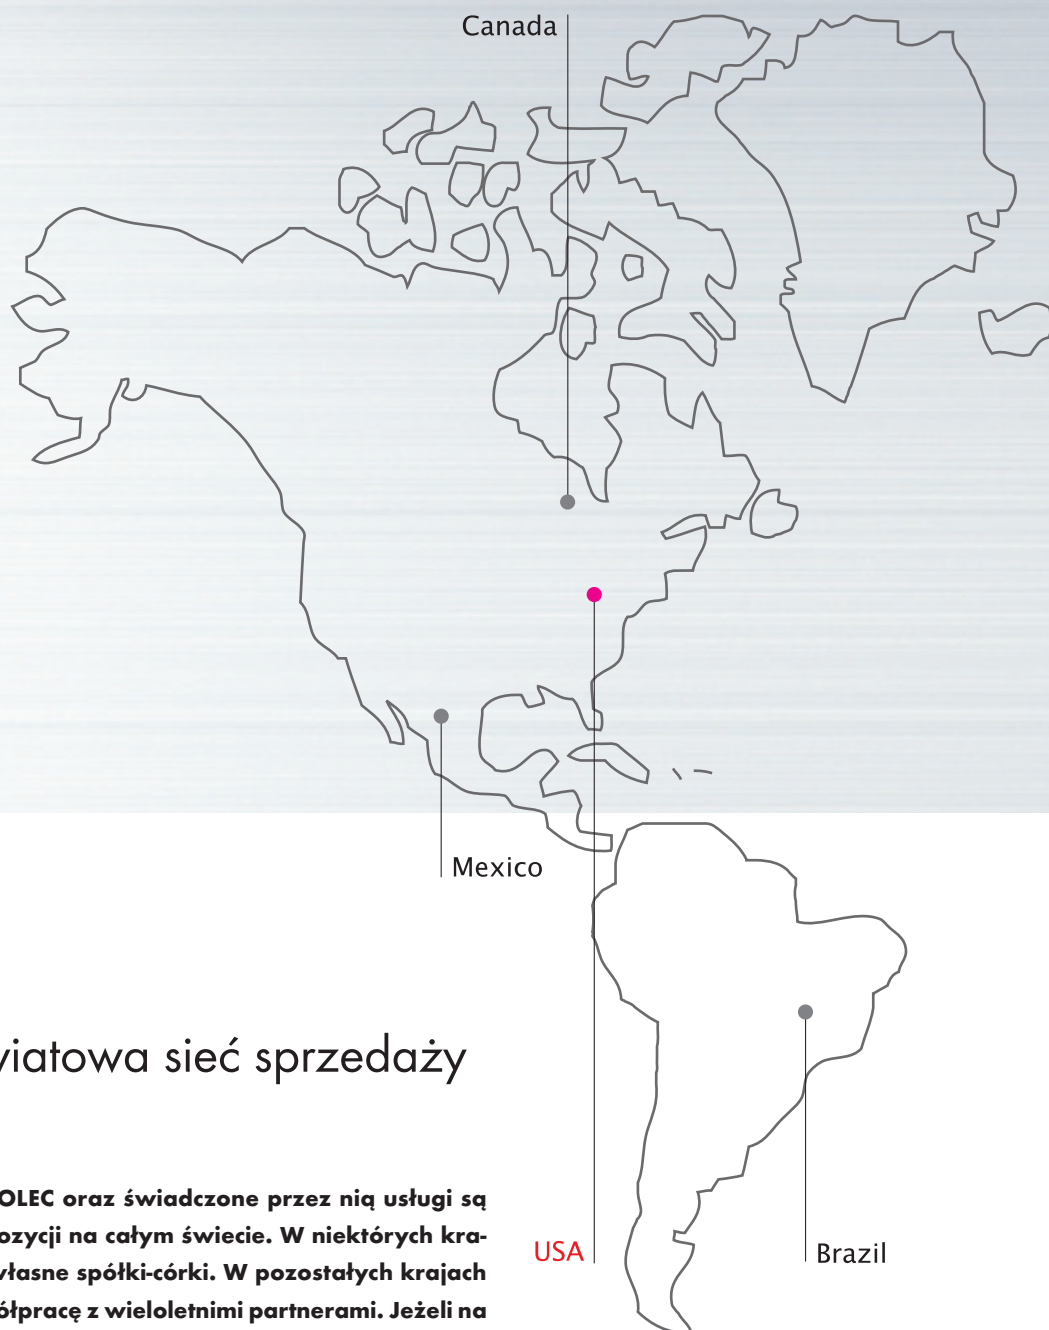 Canada
Mexico
wiatowa sieć sprzedaży
OLEC oraz świadczone przez nią usługi są
ozycji na całym świecie. W niektórych kra-
własne spółki-córki. W pozostałych krajach
ółpracę z wieloletnimi partnerami. Jeżeli na
USA
Brazil